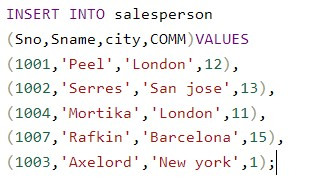 INSERT INTO salesperson
(Sno,Sname,city,COMM)VALUES
(1001,'Peel','London',12),
(1002,'Serres','San jose',13),
(1004,'Mortika','London',11),
(1007,'Rafkin','Barcelona',15),
(1003,'Axelord','New york',1);